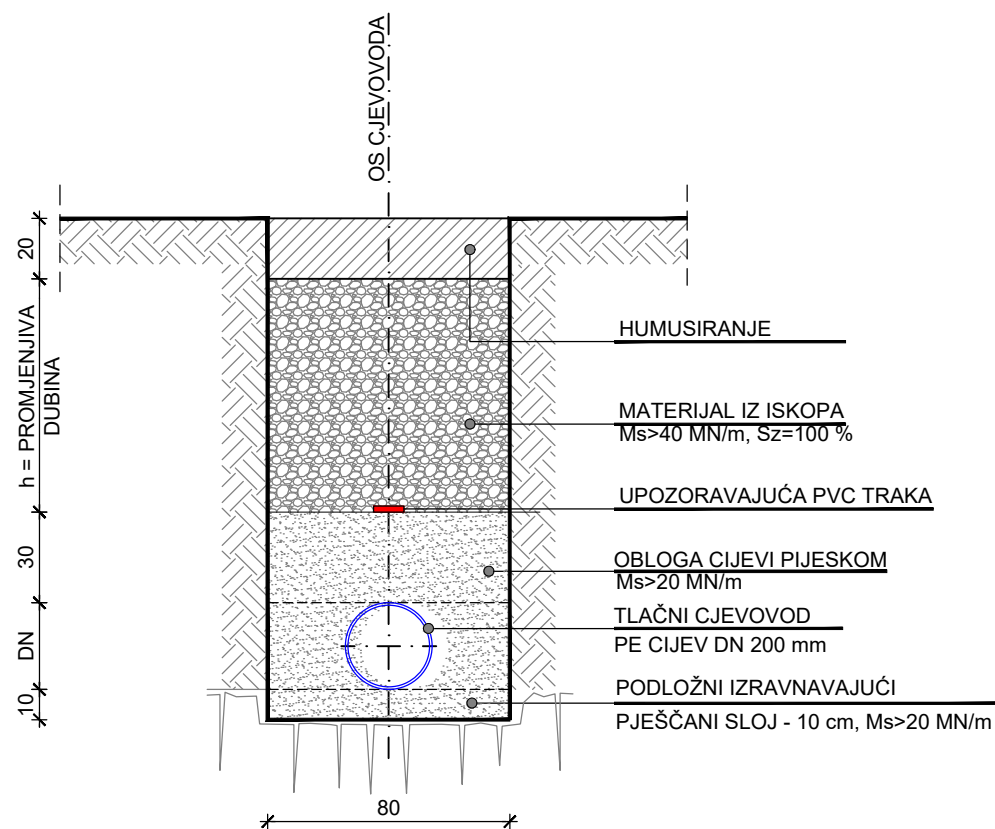 OS CJEVOVODA
20
h = PROMJENJIVA
DUBINA
30
DN
10
80
HUMUSIRANJE
MATERIJAL IZ ISKOPA
Ms>40 MN/m, Sz=100 %
UPOZORAVAJUĆA PVC TRAKA
OBLOGA CIJEVI PIJESKOM
Ms>20 MN/m
TLAČNI CJEVOVOD
PE CIJEV DN 200 mm
PODLOŽNI IZRAVNAVAJUĆI
PJEŠČANI SLOJ - 10 cm, Ms>20 MN/m